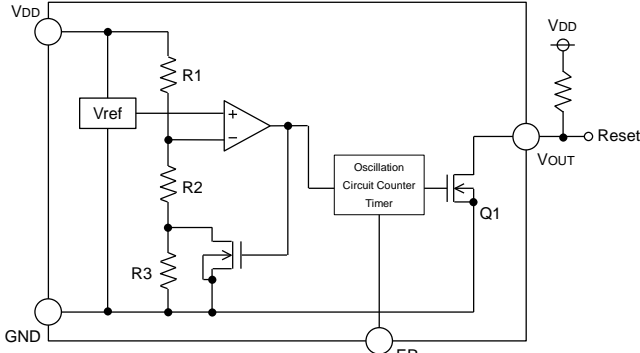 VDD
VDD
R1
Vref
+
−
Reset
VOUT
Oscillation
Circuit Counter
Timer
R2
Q1
R3
GND